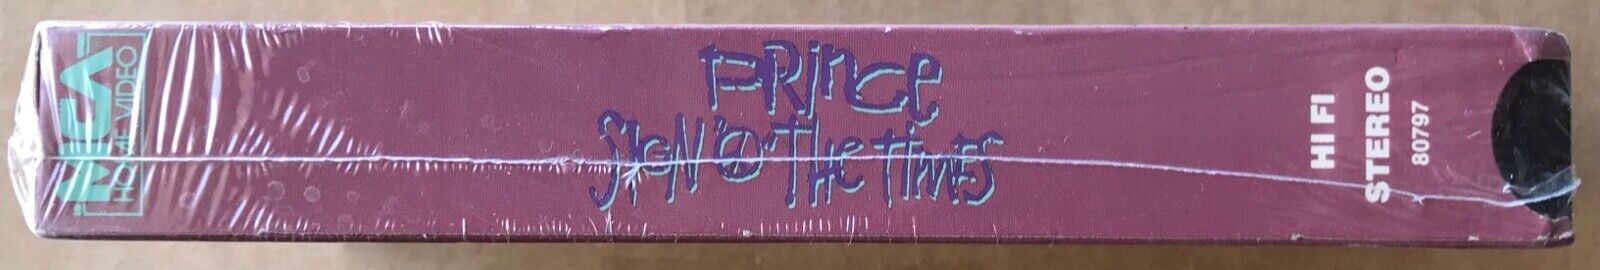 MCA
HOME VIDEO
PRINCE
SIGN "O" THE TIMES
HI FI
STEREO
80797